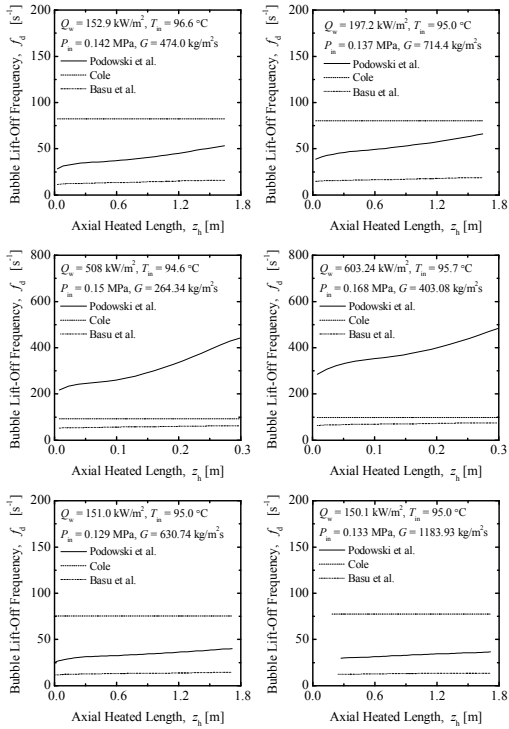 Bubble Lift-Off Frequency, f_d [s⁻¹]
200
150
100
50
0
Q_w = 152.9 kW/m², T_in = 96.6 °C
P_in = 0.142 MPa, G = 474.0 kg/m²s
Podowski et al.
Cole
Basu et al.
0.0 0.6 1.2 1.8
Axial Heated Length, z_h [m]
Bubble Lift-Off Frequency, f_d [s⁻¹]
200
150
100
50
0
Q_w = 197.2 kW/m², T_in = 95.0 °C
P_in = 0.137 MPa, G = 714.4 kg/m²s
Podowski et al.
Cole
Basu et al.
0.0 0.6 1.2 1.8
Axial Heated Length, z_h [m]
Bubble Lift-Off Frequency, f_d [s⁻¹]
800
600
400
200
0
Q_w = 508 kW/m², T_in = 94.6 °C
P_in = 0.15 MPa, G = 264.34 kg/m²s
Podowski et al.
Cole
Basu et al.
0.0 0.1 0.2 0.3
Axial Heated Length, z_h [m]
Bubble Lift-Off Frequency, f_d [s⁻¹]
800
600
400
200
0
Q_w = 603.24 kW/m², T_in = 95.7 °C
P_in = 0.168 MPa, G = 403.08 kg/m²s
Podowski et al.
Cole
Basu et al.
0.0 0.1 0.2 0.3
Axial Heated Length, z_h [m]
Bubble Lift-Off Frequency, f_d [s⁻¹]
200
150
100
50
0
Q_w = 151.0 kW/m², T_in = 95.0 °C
P_in = 0.129 MPa, G = 630.74 kg/m²s
Podowski et al.
Cole
Basu et al.
0.0 0.6 1.2 1.8
Axial Heated Length, z_h [m]
Bubble Lift-Off Frequency, f_d [s⁻¹]
200
150
100
50
0
Q_w = 150.1 kW/m², T_in = 95.0 °C
P_in = 0.133 MPa, G = 1183.93 kg/m²s
Podowski et al.
Cole
Basu et al.
0.0 0.6 1.2 1.8
Axial Heated Length, z_h [m]